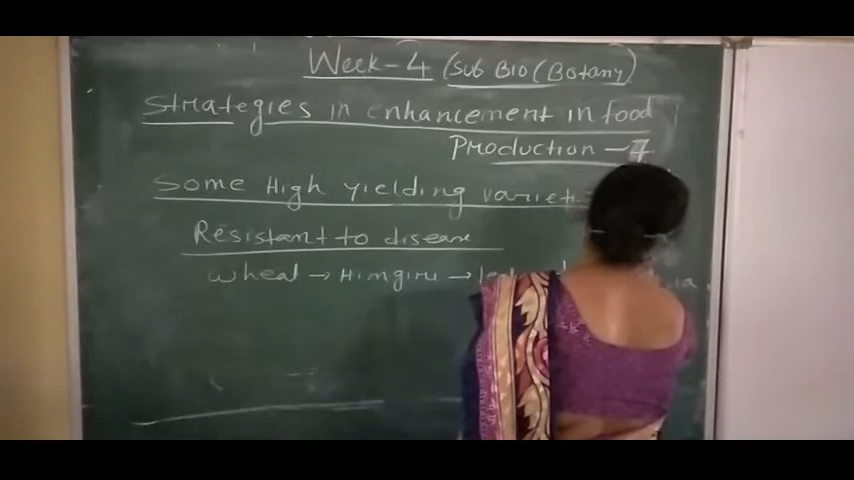 Week-4 (Sub Bio (Botany)
Strategies in enhancement in food
Production - 7
Some High yielding
Resistant to disease
wheat → Himgiri →